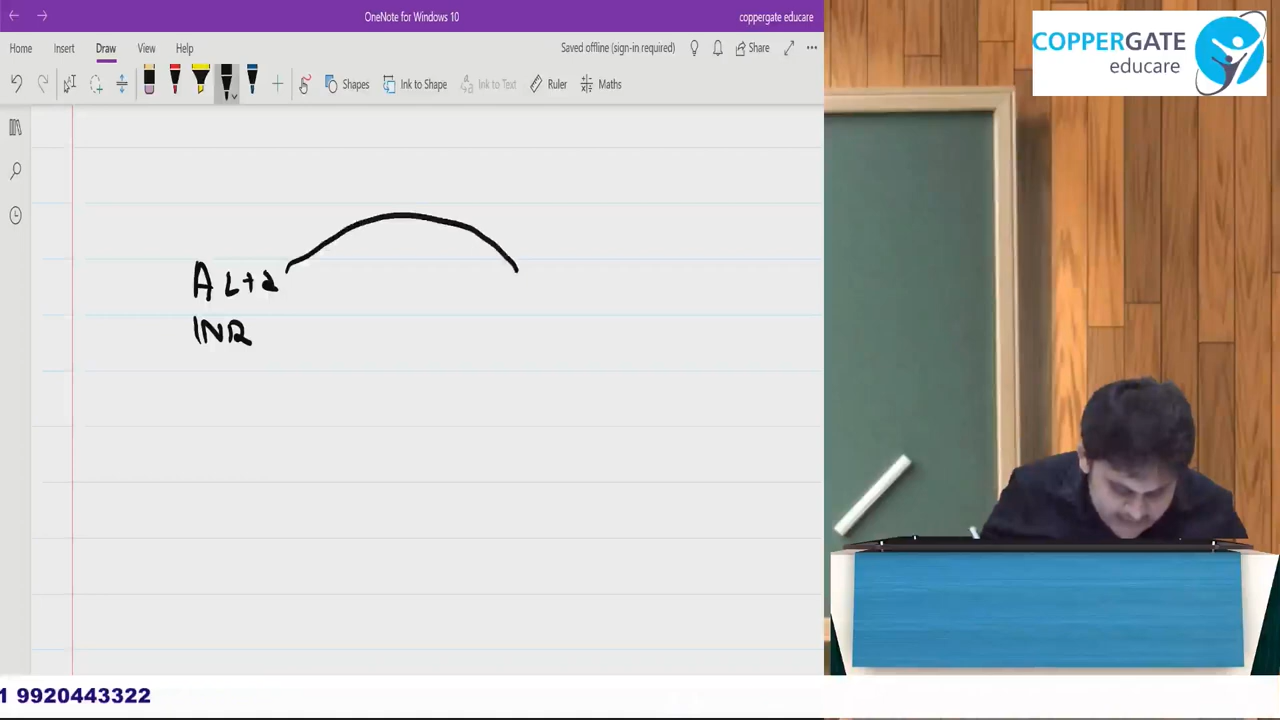 OneNote for Windows 10
coppergate educare
Home Insert Draw View Help
Saved offline (sign-in required) Share
Shapes Ink to Shape Ink to Text Ruler Maths
COPPERGATE
educare
A Ltd
INR
1 9920443322